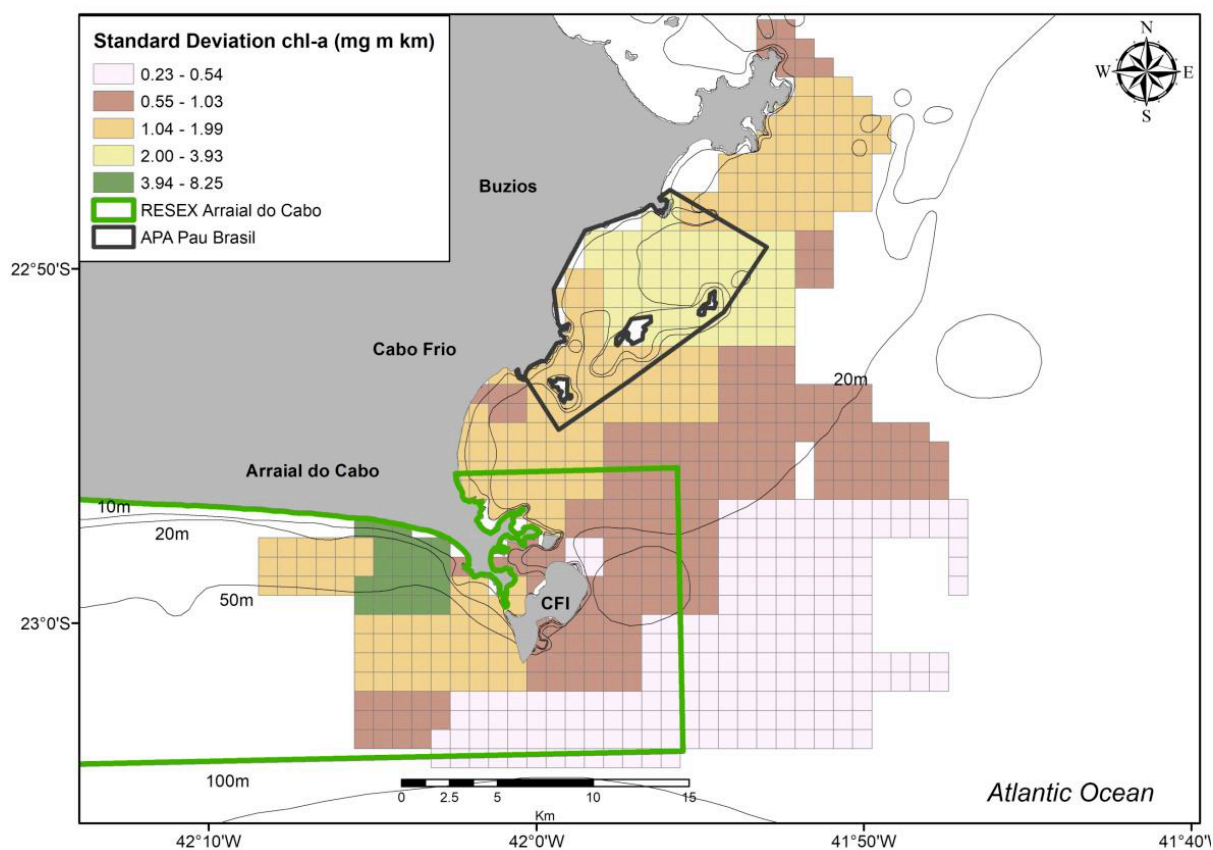 Standard Deviation chl-a (mg m km)
0.23 - 0.54
0.55 - 1.03
1.04 - 1.99
2.00 - 3.93
3.94 - 8.25
RESEX Arraial do Cabo
APA Pau Brasil
N
W E
S
Buzios
22°50'S
Cabo Frio
20m
Arraial do Cabo
10m
20m
50m
CFI
23°0'S
100m
0 2.5 5 10 15
Km
Atlantic Ocean
42°10'W 42°0'W 41°50'W 41°40'W